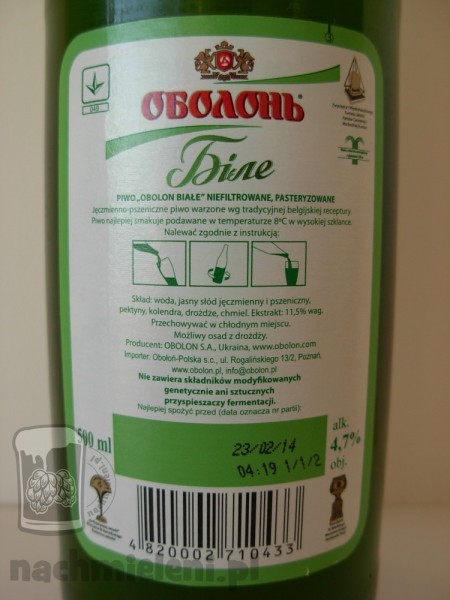 ОБОЛОНЬ
Біле
PIWO „OBOLON BIAŁE” NIEFILTROWANE, PASTERYZOWANE
Jęczmienno-pszeniczne piwo warzone wg tradycyjnej belgijskiej receptury.
Piwo najlepiej smakuje podawane w temperaturze 8ºC w wysokiej szklance.
Nalewać zgodnie z instrukcją:
Skład: woda, jasny słód jęczmienny i pszeniczny,
pektyny, kolendra, drożdże, chmiel. Ekstrakt: 11,5% wag.
Przechowywać w chłodnym miejscu.
Możliwy osad z drożdży.
Producent: OBOLON S.A., Ukraina, www.obolon.com
Importer: Obołoń-Polska s.c., ul. Rogalińskiego 13/2, Poznań,
www.obolon.pl, info@obolon.pl
Nie zawiera składników modyfikowanych
genetycznie ani sztucznych
przyspieszaczy fermentacji.
Najlepiej spożyć przed (data oznacza nr partii):
500 ml
23/02/14
04:19 1/1/2
alk.
4,7%
obj.
4 820002 710433
nachmieleni.pl